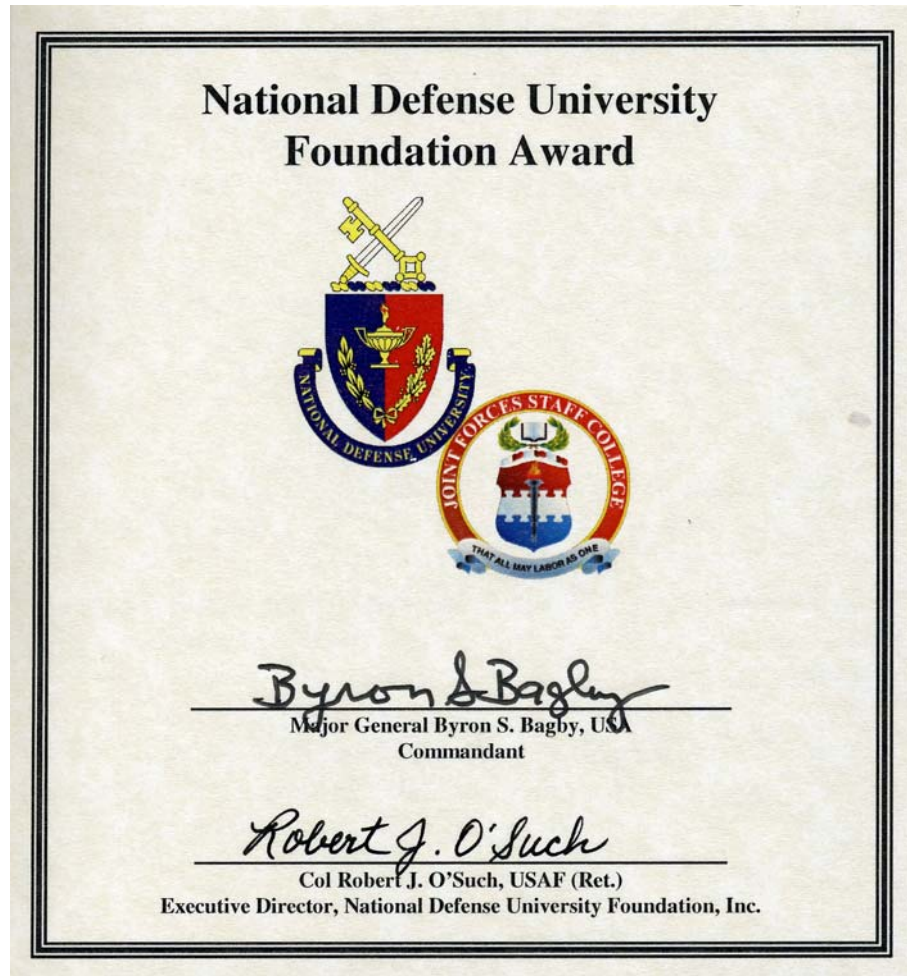 National Defense University
Foundation Award
NATIONAL DEFENSE UNIVERSITY
JOINT FORCES STAFF COLLEGE
THAT ALL MAY LABOR AS ONE
Byron S Bagby
Major General Byron S. Bagby, USA
Commandant
Robert J. O'Such
Col Robert J. O'Such, USAF (Ret.)
Executive Director, National Defense University Foundation, Inc.